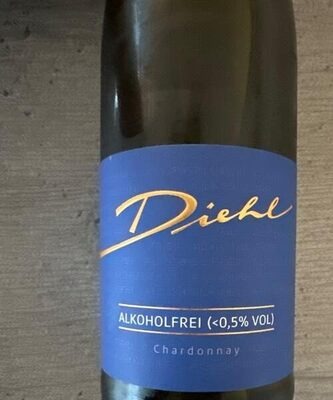 Diehl
ALKOHOLFREI (<0,5% VOL)
Chardonnay